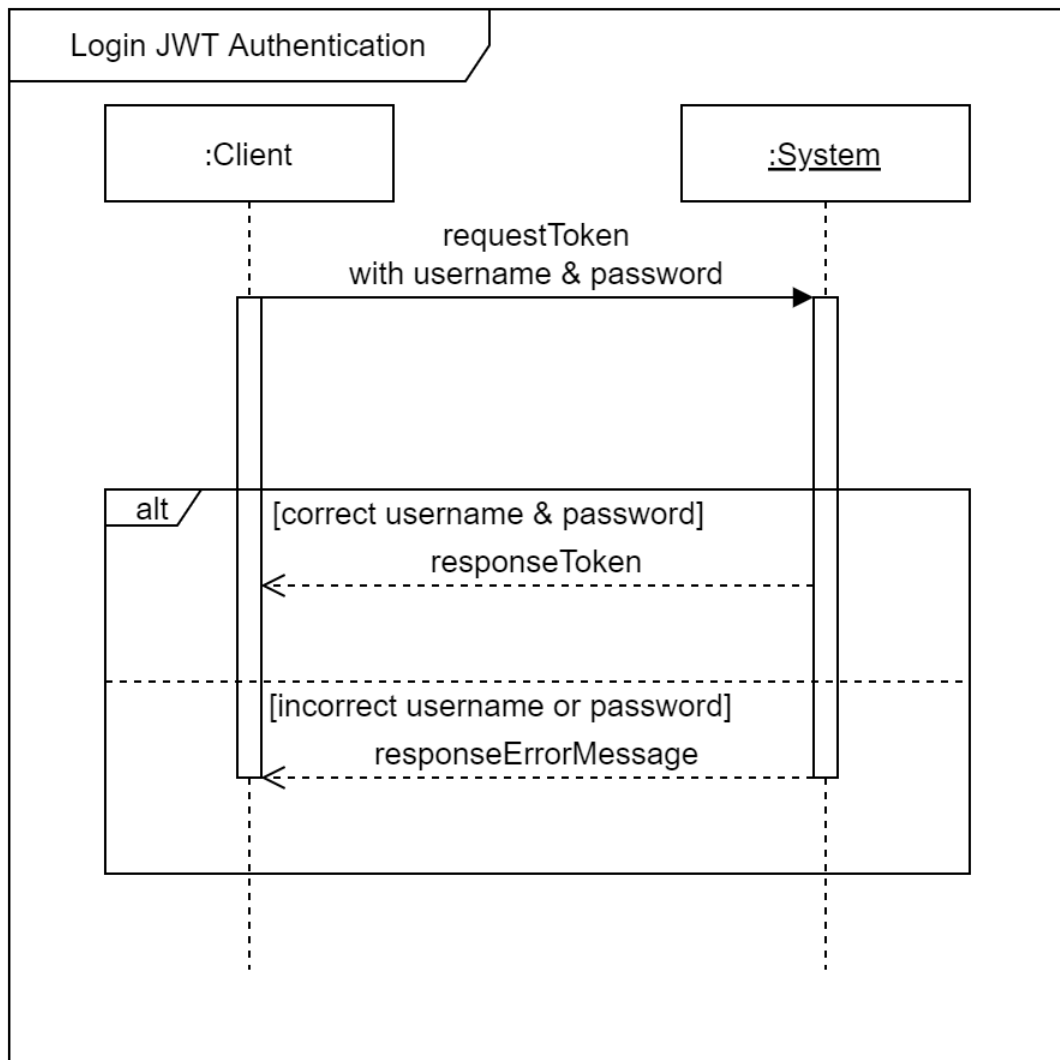 Login JWT Authentication
:Client
:System
requestToken
with username & password
alt
[correct username & password]
responseToken
[incorrect username or password]
responseErrorMessage